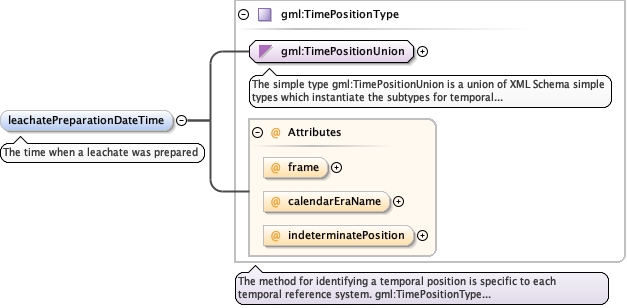 gml:TimePositionType
gml:TimePositionUnion
The simple type gml:TimePositionUnion is a union of XML Schema simple
types which instantiate the subtypes for temporal...
leachatePreparationDateTime
The time when a leachate was prepared
@ Attributes
@ frame
@ calendarEraName
@ indeterminatePosition
The method for identifying a temporal position is specific to each
temporal reference system. gml:TimePositionType...